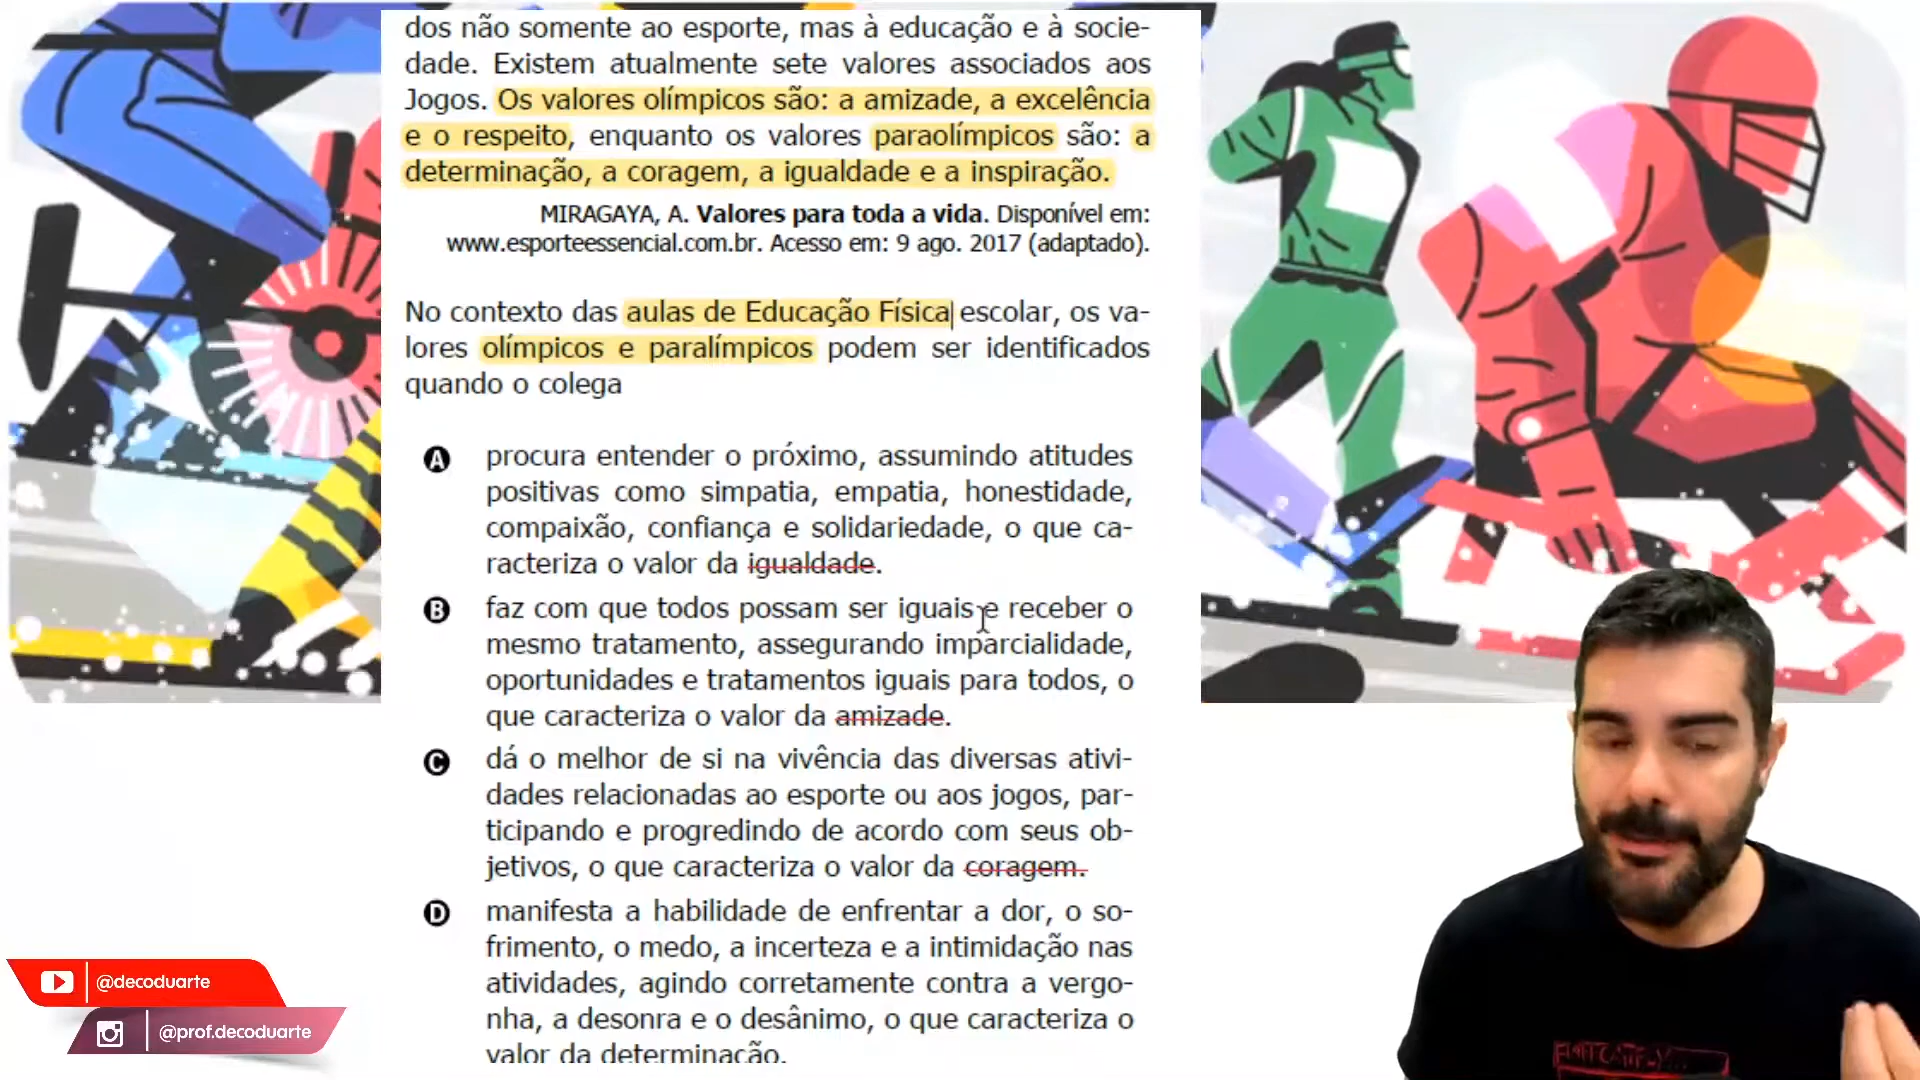 dos não somente ao esporte, mas à educação e à socie-
dade. Existem atualmente sete valores associados aos
Jogos. Os valores olímpicos são: a amizade, a excelência
e o respeito, enquanto os valores paraolímpicos são: a
determinação, a coragem, a igualdade e a inspiração.
MIRAGAYA, A. Valores para toda a vida. Disponível em:
www.esporteessencial.com.br. Acesso em: 9 ago. 2017 (adaptado).
No contexto das aulas de Educação Física escolar, os va-
lores olímpicos e paralímpicos podem ser identificados
quando o colega
A procura entender o próximo, assumindo atitudes
positivas como simpatia, empatia, honestidade,
compaixão, confiança e solidariedade, o que ca-
racteriza o valor da igualdade.
B faz com que todos possam ser iguais e receber o
mesmo tratamento, assegurando imparcialidade,
oportunidades e tratamentos iguais para todos, o
que caracteriza o valor da amizade.
C dá o melhor de si na vivência das diversas ativi-
dades relacionadas ao esporte ou aos jogos, par-
ticipando e progredindo de acordo com seus ob-
jetivos, o que caracteriza o valor da coragem.
D manifesta a habilidade de enfrentar a dor, o so-
frimento, o medo, a incerteza e a intimidação nas
atividades, agindo corretamente contra a vergo-
nha, a desonra e o desânimo, o que caracteriza o
valor da determinação.
@decoduarte
@prof.decoduarte